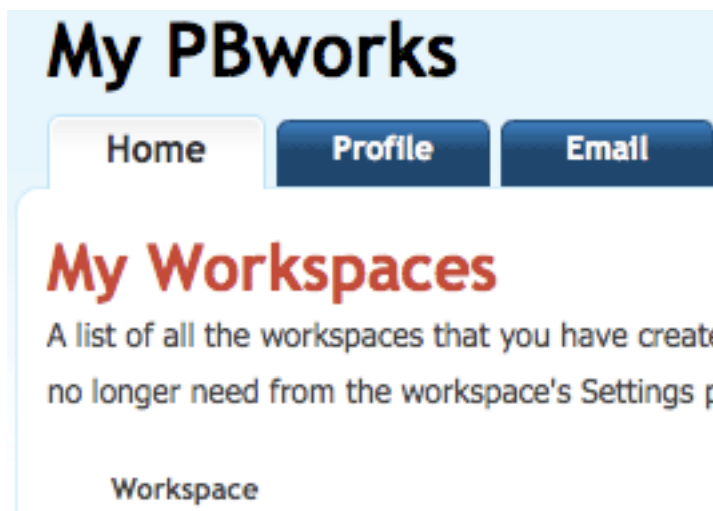 My PBworks
Home Profile Email
My Workspaces
A list of all the workspaces that you have
no longer need from the workspace's Settings
Workspace